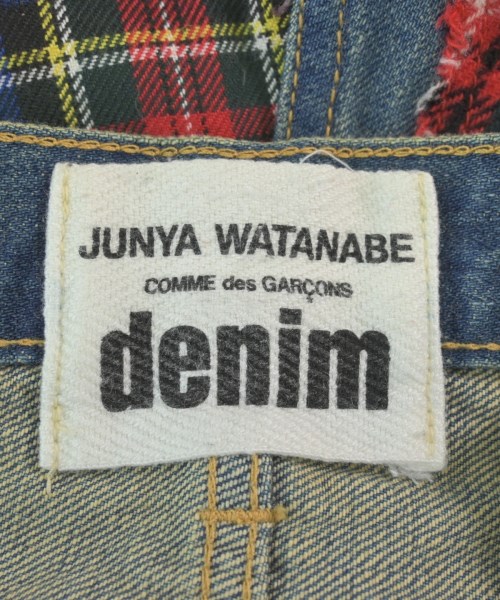 JUNYA WATANABE
COMME des GARÇONS
denim